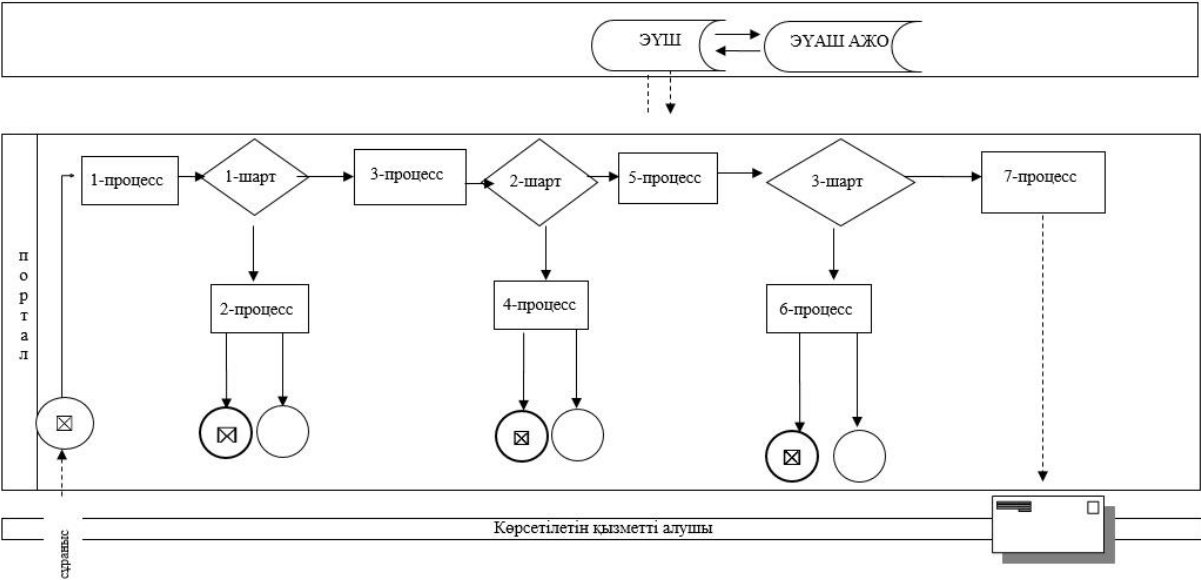 ЭҮШ
ЭҮАШ АЖО
портал
1-процесс
1-шарт
3-процесс
2-шарт
5-процесс
3-шарт
7-процесс
2-процесс
4-процесс
6-процесс
Көрсетілетін қызметті алушы
сұраныс